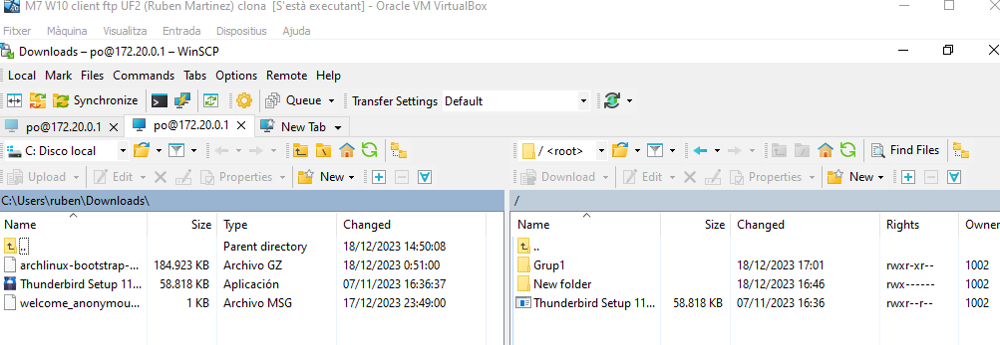 M7 W10 client ftp UF2 (Ruben Martinez) clona [S'està executant] - Oracle VM VirtualBox
Fitxer Màquina Visualitza Entrada Dispositius Ajuda
Downloads – po@172.20.0.1 – WinSCP
Local Mark Files Commands Tabs Options Remote Help
Synchronize Queue Transfer Settings Default
po@172.20.0.1 po@172.20.0.1 New Tab
C: Disco local / <root> Find Files
Upload Edit Properties New Download Edit Properties New
C:\Users\ruben\Downloads\ /
Name Size Type Changed Name Size Changed Rights Owner
.. Parent directory 18/12/2023 14:50:08 ..
archlinux-bootstrap-... 184.923 KB Archivo GZ 18/12/2023 0:51:00 Grup1 18/12/2023 17:01 rwxr-xr-- 1002
Thunderbird Setup 11... 58.818 KB Aplicación 07/11/2023 16:36:37 New folder 18/12/2023 16:46 rwx------ 1002
welcome_anonymou... 1 KB Archivo MSG 17/12/2023 23:49:00 Thunderbird Setup 11... 58.818 KB 07/11/2023 16:36 rwxr--r-- 1002